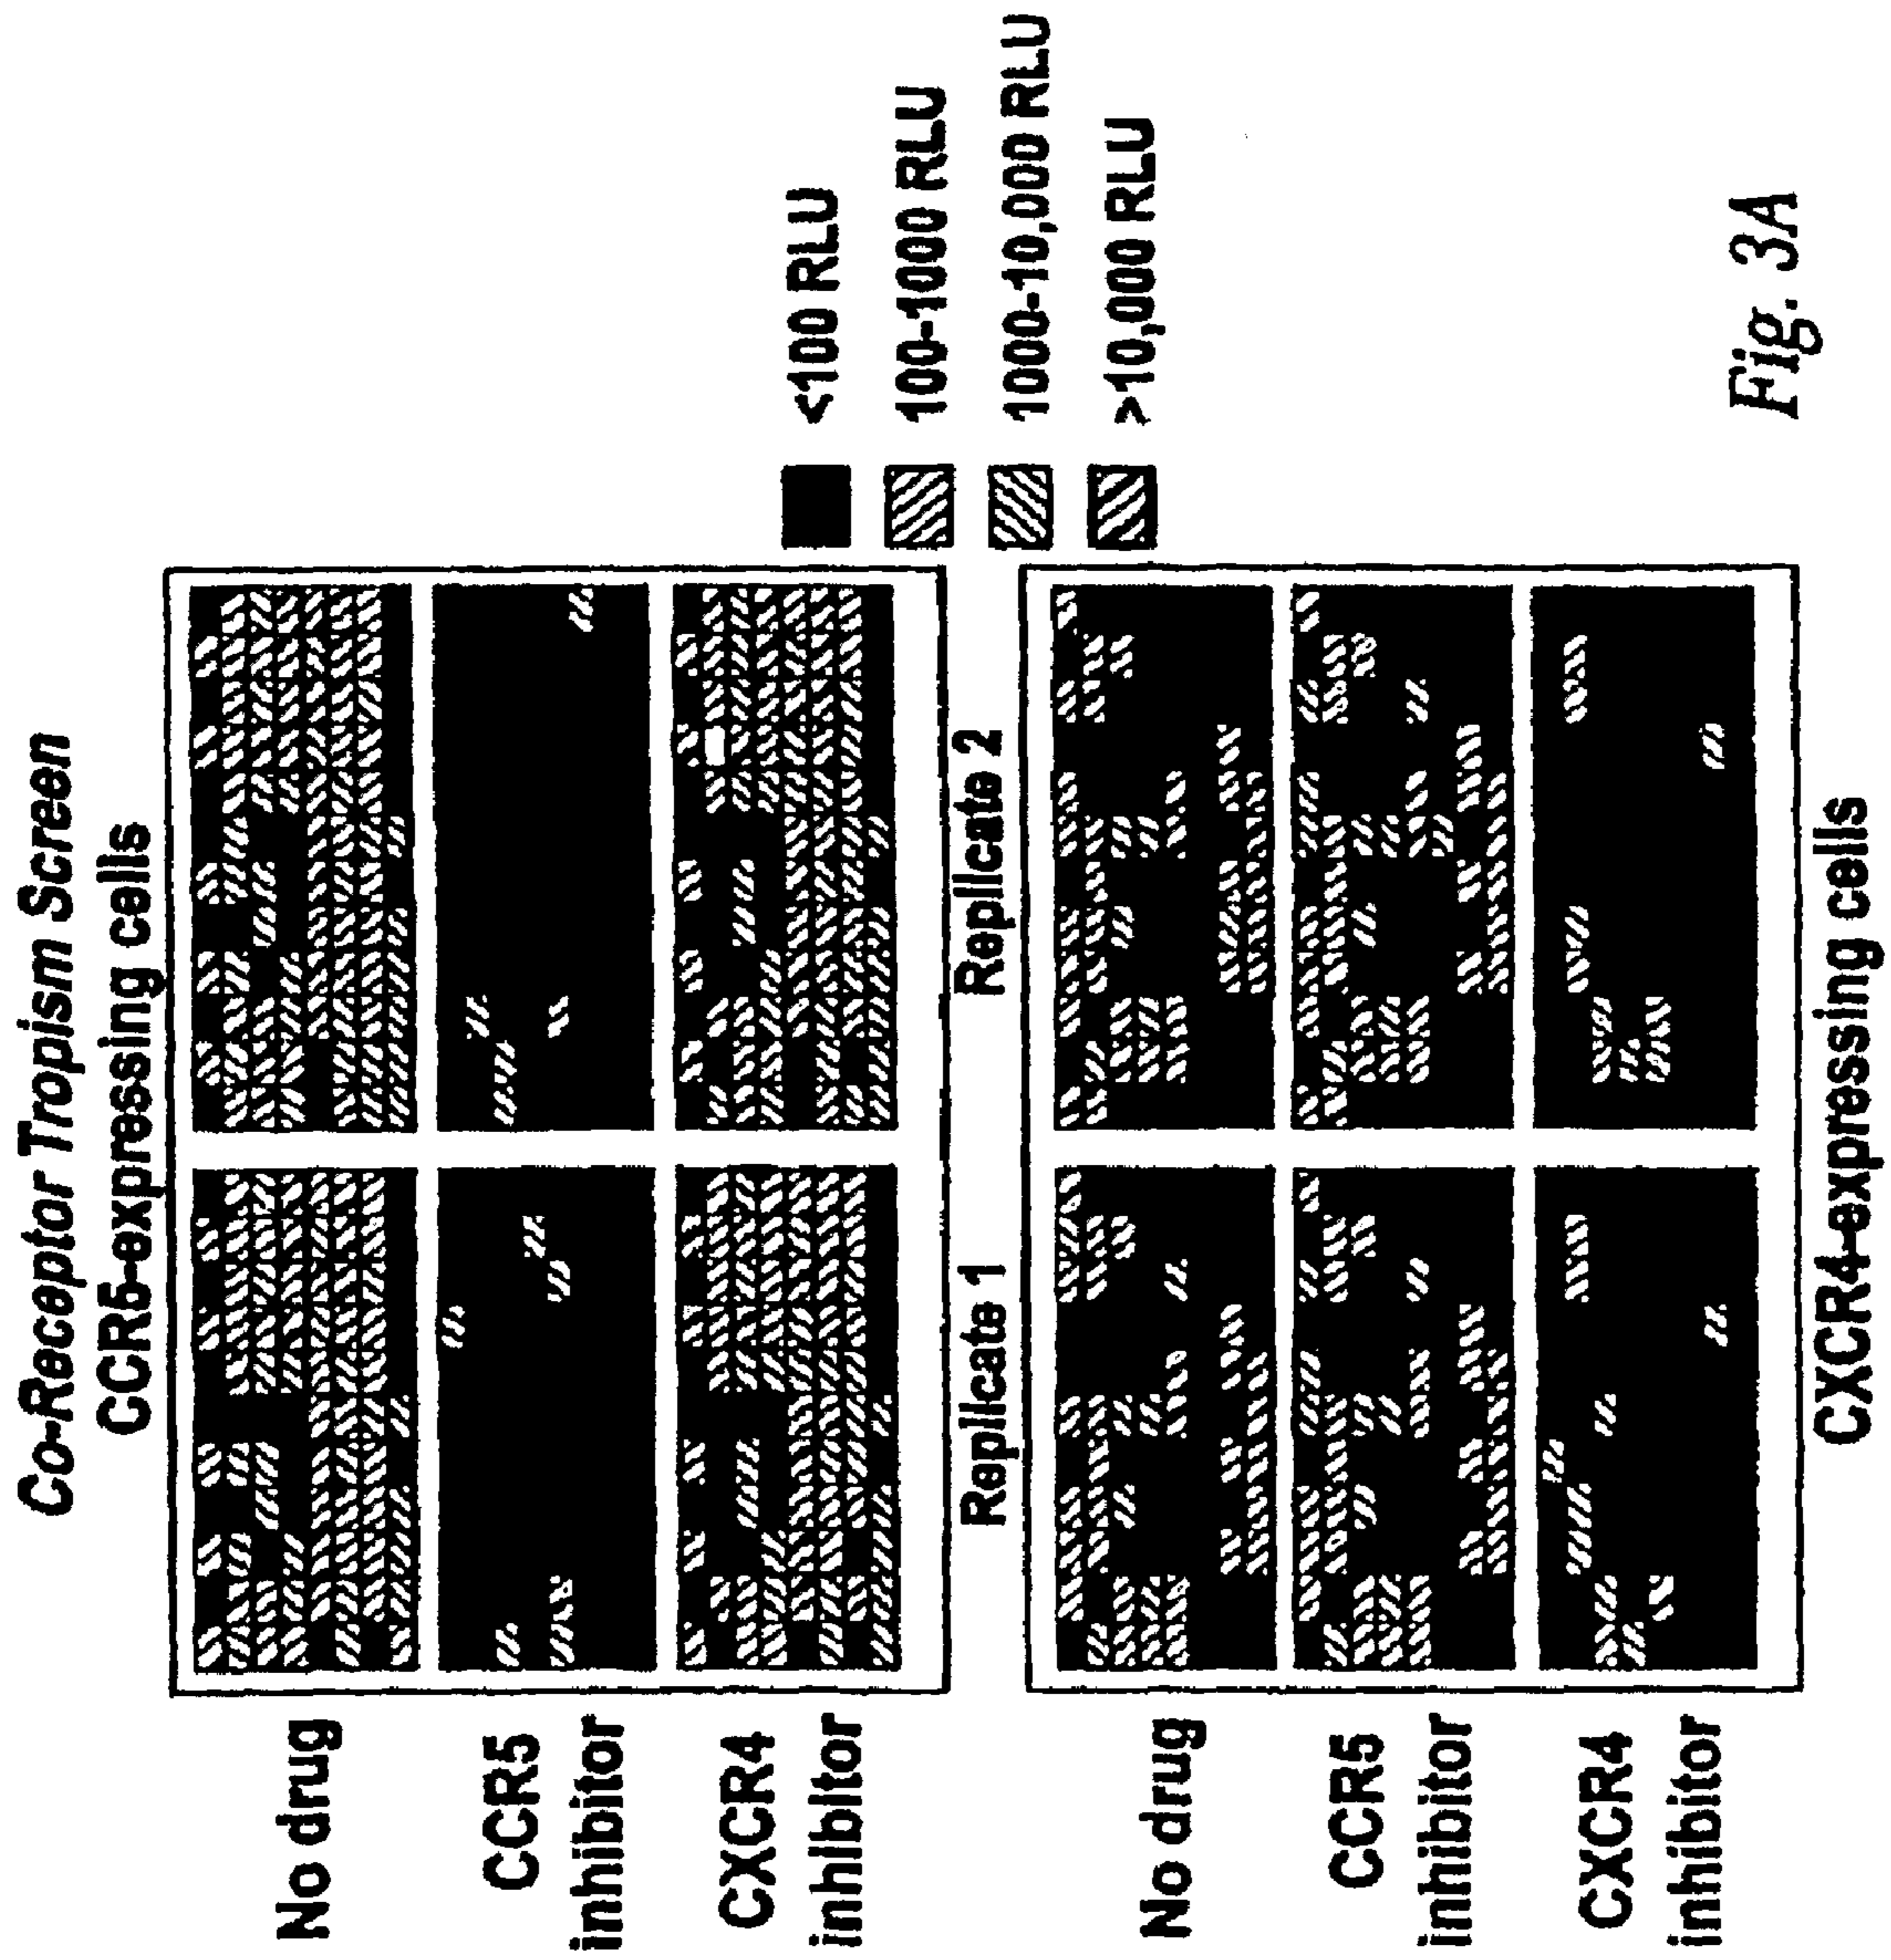 Co-Receptor Tropism Screen
CCR5-expressing cells
No drug
CCR5
inhibitor
CXCR4
inhibitor
Replicate 1
Replicate 2
No drug
CCR5
inhibitor
CXCR4
inhibitor
CXCR4-expressing cells
<100 RLU
100-1000 RLU
1000-10,000 RLU
>10,000 RLU
Fig. 3A